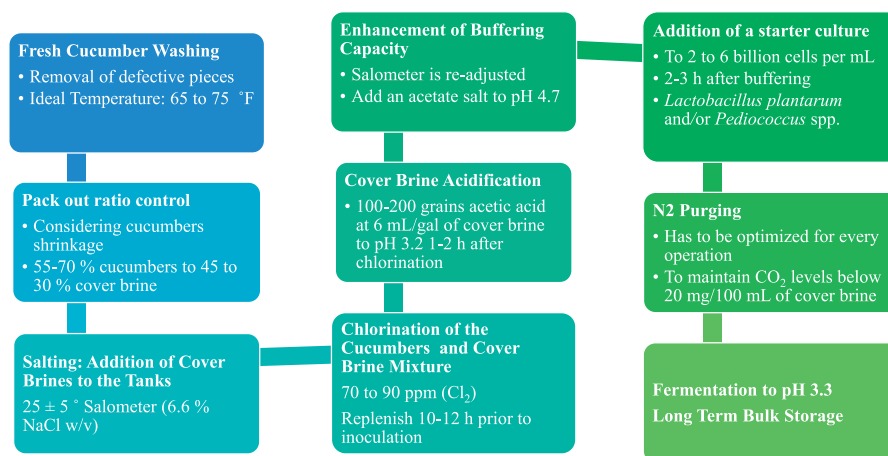 Fresh Cucumber Washing
• Removal of defective pieces
• Ideal Temperature: 65 to 75 ˚F
Pack out ratio control
• Considering cucumbers
shrinkage
• 55-70 % cucumbers to 45 to
30 % cover brine
Salting: Addition of Cover
Brines to the Tanks
25 ± 5 ˚ Salometer (6.6 %
NaCl w/v)
Chlorination of the
Cucumbers and Cover
Brine Mixture
70 to 90 ppm (Cl₂)
Replenish 10-12 h prior to
inoculation
Cover Brine Acidification
• 100-200 grains acetic acid
at 6 mL/gal of cover brine
to pH 3.2 1-2 h after
chlorination
Enhancement of Buffering
Capacity
• Salometer is re-adjusted
• Add an acetate salt to pH 4.7
Addition of a starter culture
• To 2 to 6 billion cells per mL
• 2-3 h after buffering
• Lactobacillus plantarum
and/or Pediococcus spp.
N2 Purging
• Has to be optimized for every
operation
• To maintain CO₂ levels below
20 mg/100 mL of cover brine
Fermentation to pH 3.3
Long Term Bulk Storage